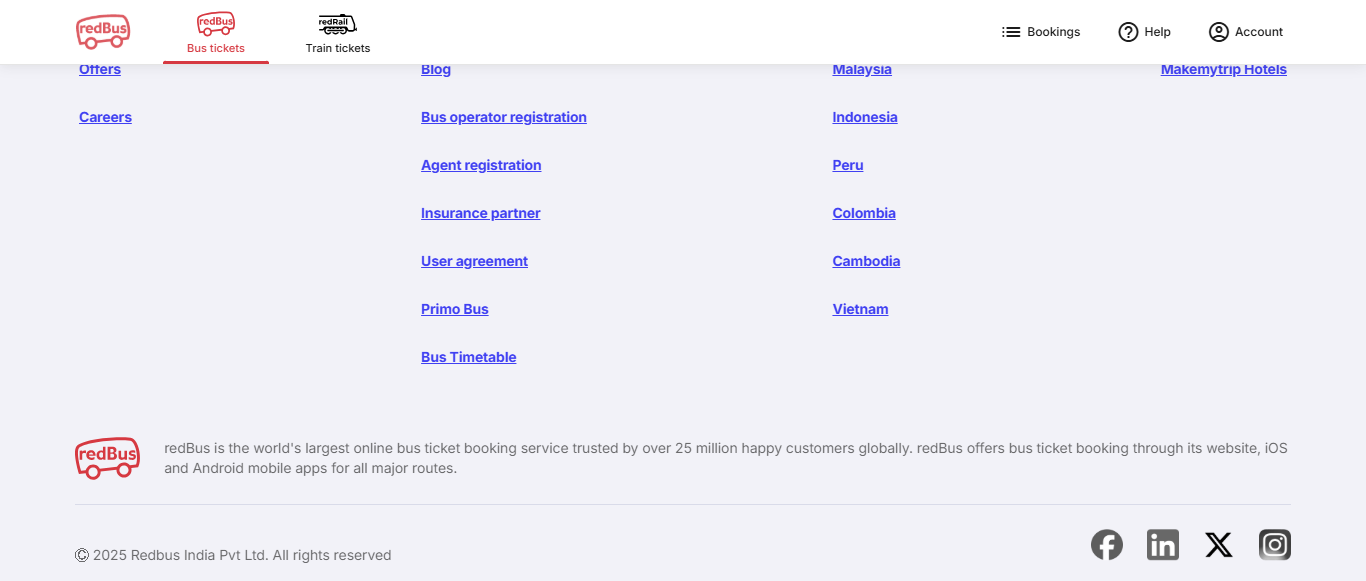 redBus
redBus
Bus tickets
redRail
Train tickets
Bookings
Help
Account
Offers
Careers
Blog
Bus operator registration
Agent registration
Insurance partner
User agreement
Primo Bus
Bus Timetable
Malaysia
Indonesia
Peru
Colombia
Cambodia
Vietnam
Makemytrip Hotels
redBus
redBus is the world's largest online bus ticket booking service trusted by over 25 million happy customers globally. redBus offers bus ticket booking through its website, iOS
and Android mobile apps for all major routes.
© 2025 Redbus India Pvt Ltd. All rights reserved